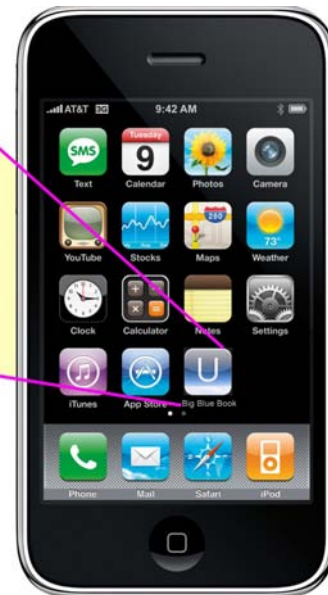 AT&T 3G 9:42 AM
SMS Tuesday 9
Text Calendar Photos Camera
280 73°
YouTube Stocks Maps Weather
Clock Calculator Notes Settings
U
iTunes App Store Big Blue Book
Phone Mail Safari iPod